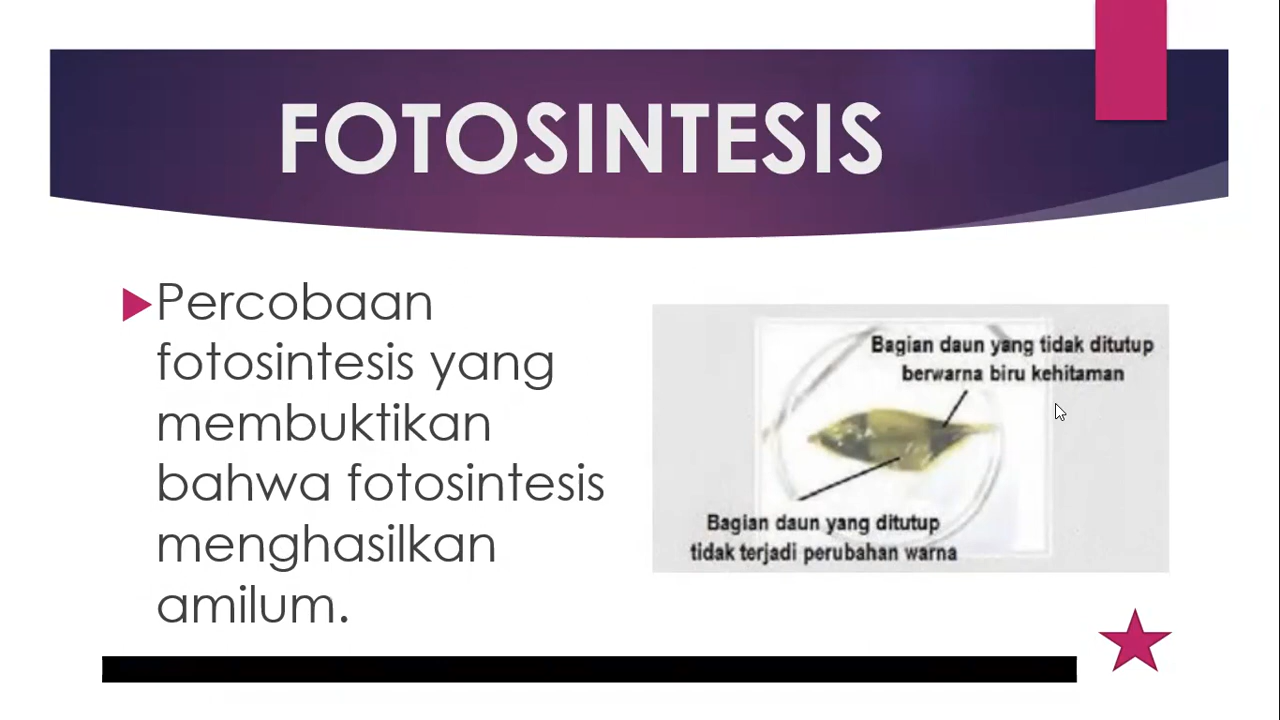 FOTOSINTESIS
Percobaan
fotosintesis yang
membuktikan
bahwa fotosintesis
menghasilkan
amilum.
Bagian daun yang tidak ditutup
berwarna biru kehitaman
Bagian daun yang ditutup
tidak terjadi perubahan warna